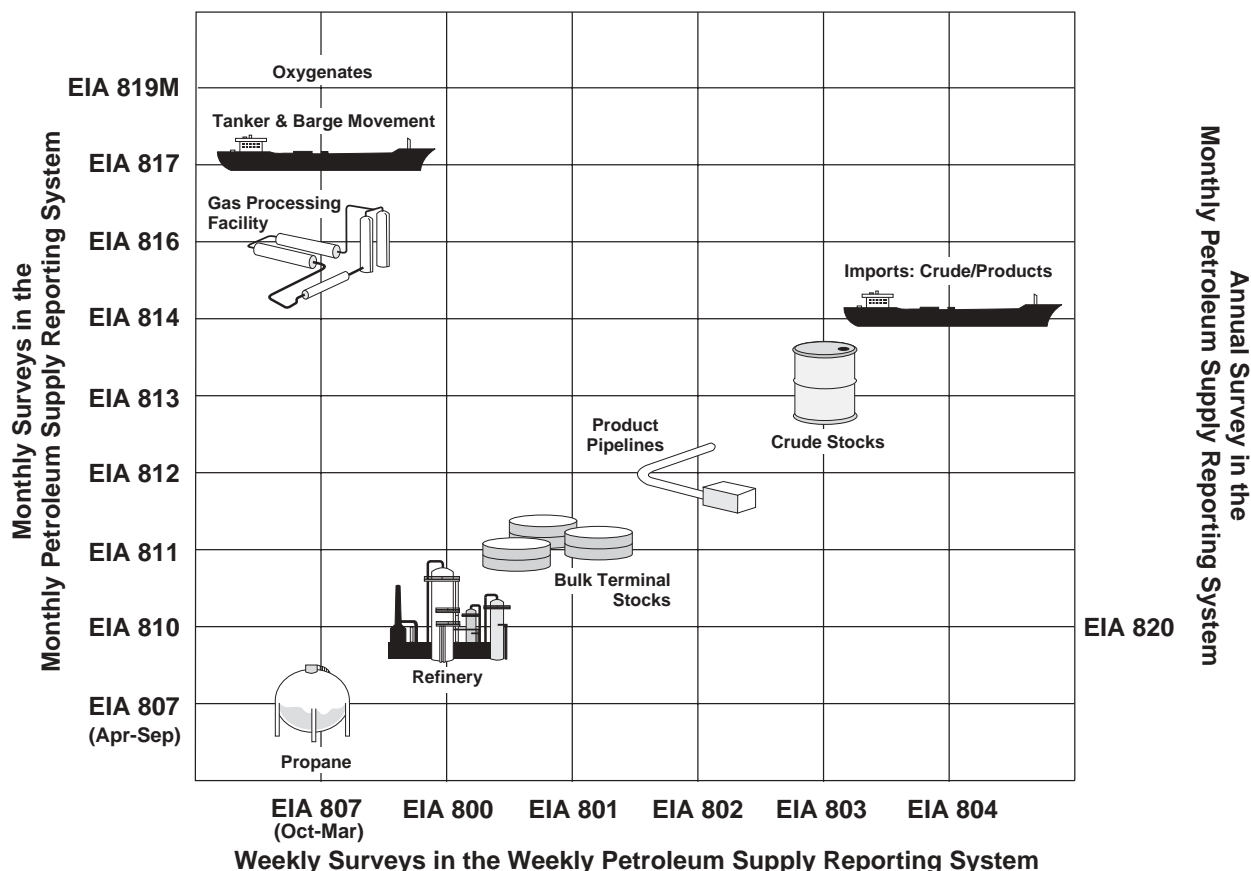 Oxygenates
EIA 819M
Tanker & Barge Movement
EIA 817
Gas Processing
Facility
EIA 816
Imports: Crude/Products
EIA 814
EIA 813
Crude Stocks
Product
Pipelines
EIA 812
EIA 811
Bulk Terminal
Stocks
EIA 810
EIA 820
Refinery
EIA 807
(Apr-Sep)
Propane
EIA 807
(Oct-Mar)
EIA 800
EIA 801
EIA 802
EIA 803
EIA 804
Weekly Surveys in the Weekly Petroleum Supply Reporting System
Monthly Surveys in the
Monthly Petroleum Supply Reporting System
Annual Survey in the
Monthly Petroleum Supply Reporting System